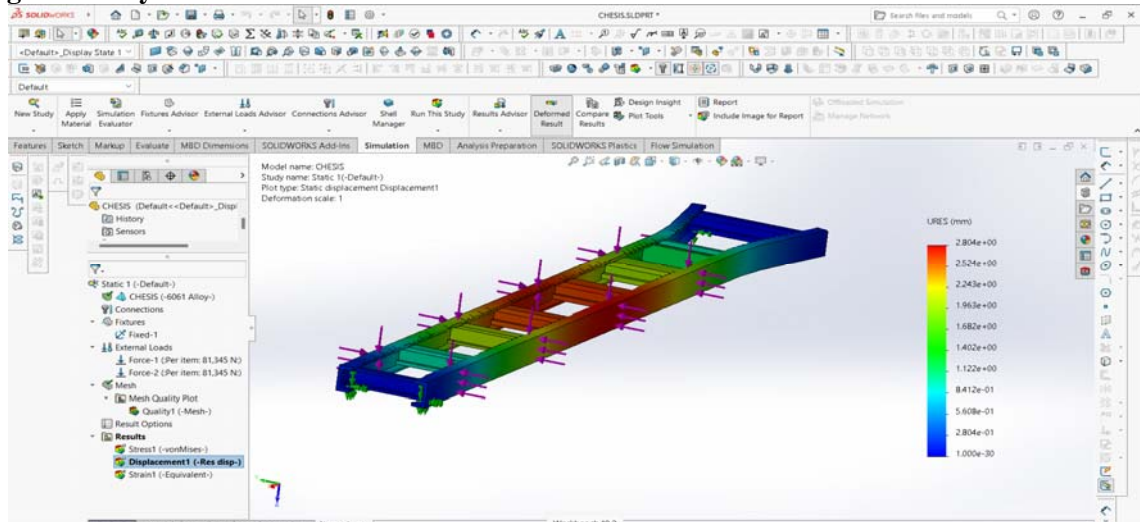 SOLIDWORKS
CHESIS.SLDPRT *
Search files and models
<Default>_Display State 1
Default
New Study
Apply Material
Simulation Evaluator
Fixtures Advisor
External Loads Advisor
Connections Advisor
Shell Manager
Run This Study
Results Advisor
Deformed Result
Compare Results
Design Insight
Plot Tools
Report
Include Image for Report
Offloaded Simulation
Manage Network
Features
Sketch
Markup
Evaluate
MBD Dimensions
SOLIDWORKS Add-Ins
Simulation
MBD
Analysis Preparation
SOLIDWORKS Plastics
Flow Simulation
CHESIS (Default<<Default>_Displ
History
Sensors
Static 1 (-Default-)
CHESIS (-6061 Alloy-)
Connections
Fixtures
Fixed-1
External Loads
Force-1 (:Per item: 81,345 N:)
Force-2 (:Per item: 81,345 N:)
Mesh
Mesh Quality Plot
Quality1 (-Mesh-)
Result Options
Results
Stress1 (-vonMises-)
Displacement1 (-Res disp-)
Strain1 (-Equivalent-)
Model name: CHESIS
Study name: Static 1(-Default-)
Plot type: Static displacement Displacement1
Deformation scale: 1
URES (mm)
2.804e+00
2.524e+00
2.243e+00
1.963e+00
1.682e+00
1.402e+00
1.122e+00
8.412e-01
5.608e-01
2.804e-01
1.000e-30